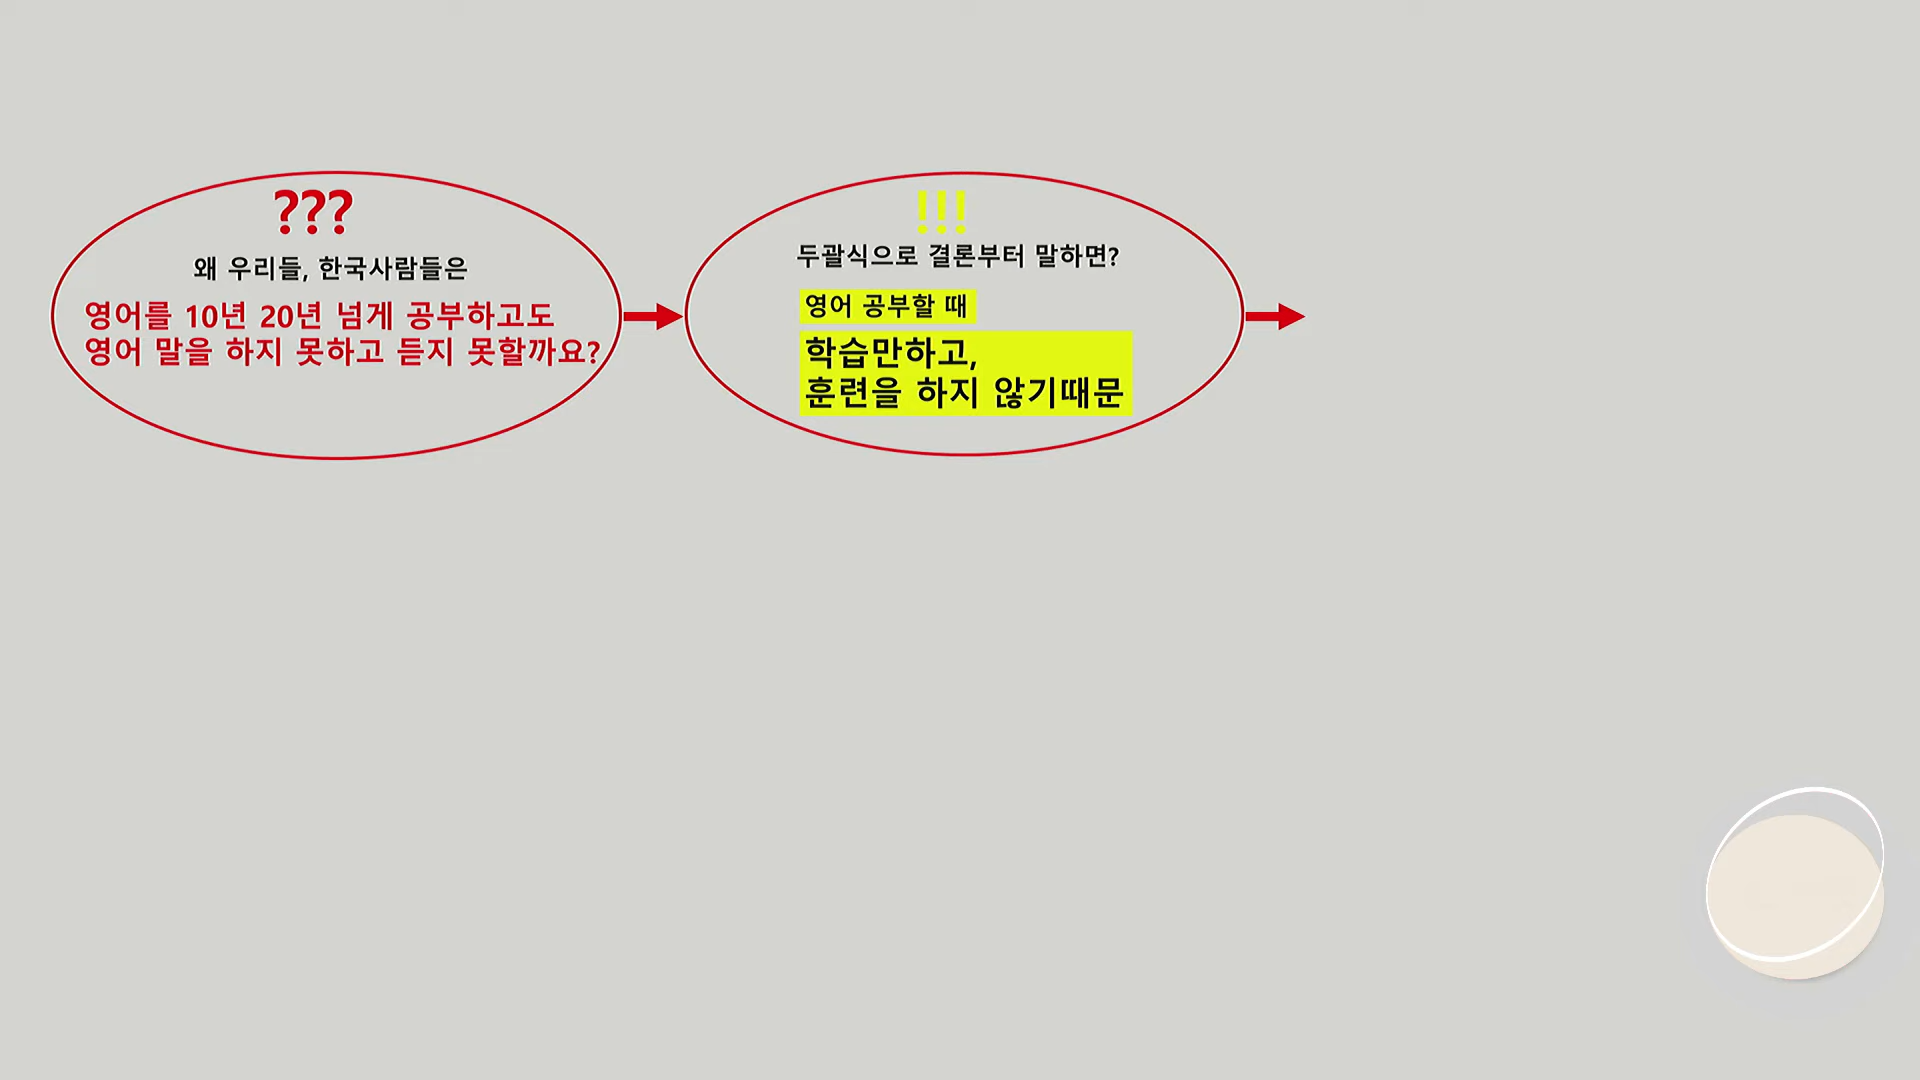 ???
왜 우리들, 한국사람들은
영어를 10년 20년 넘게 공부하고도
영어 말을 하지 못하고 듣지 못할까요?
!!!
두괄식으로 결론부터 말하면?
영어 공부할 때
학습만하고,
훈련을 하지 않기때문